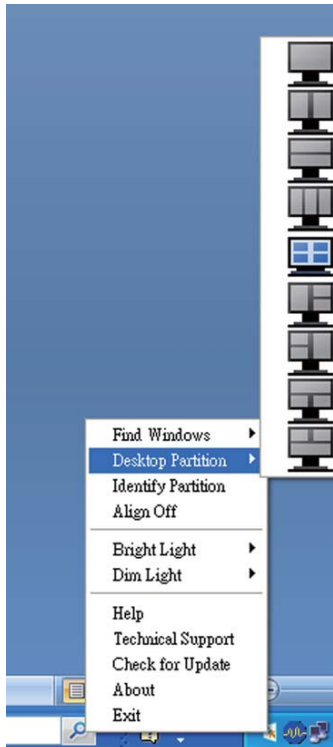 Find Windows
Desktop Partition
Identify Partition
Align Off
Bright Light
Dim Light
Help
Technical Support
Check for Update
About
Exit